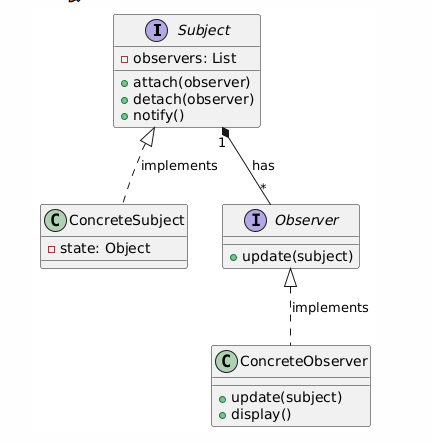 I Subject
observers: List
attach(observer)
detach(observer)
notify()
1
implements
has
*
C ConcreteSubject
state: Object
I Observer
update(subject)
implements
C ConcreteObserver
update(subject)
display()